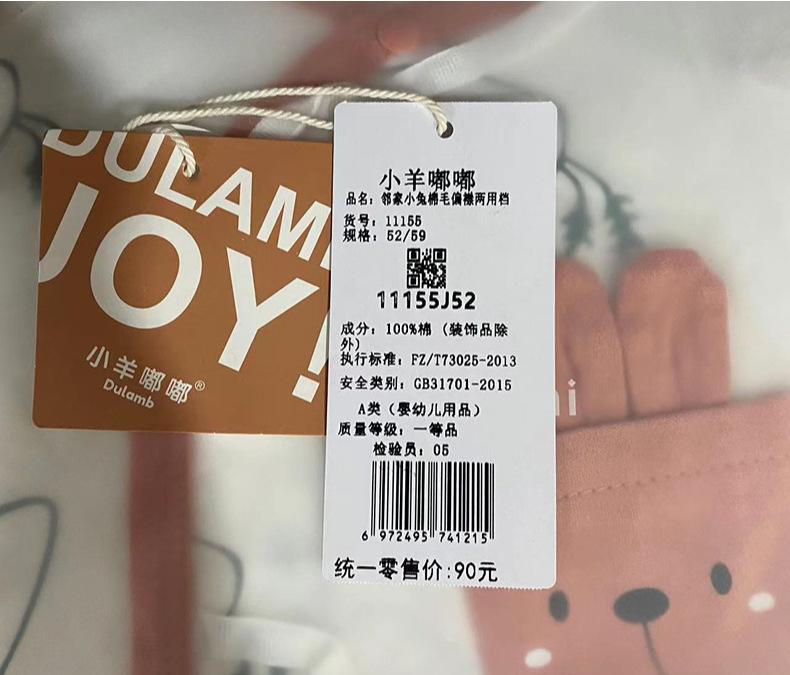 DULAM
JOY!
小羊嘟嘟®
Dulamb
小羊嘟嘟
品名：邻家小兔棉毛偏襟两用档
货号：11155
规格：52/59
11155J52
成分：100%棉（装饰品除
外）
执行标准：FZ/T73025-2013
安全类别：GB31701-2015
A类（婴幼儿用品）
质量等级：一等品
检验员：05
6 972495 741215
统一零售价:90元